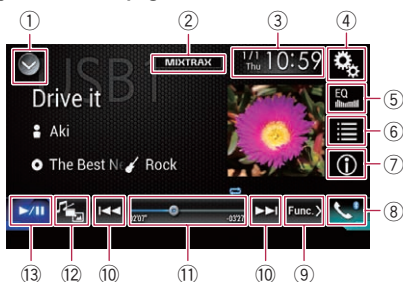 ① ② ③ ④
USB1
MIXTRAX
1/1 Thu 10:59
Drive it
EQ
⑤
⑥
Aki
⑦
The Best Ne Rock
Func.
⑧
2'07"
-03'27"
⑬ ⑫ ⑩ ⑪ ⑩ ⑨